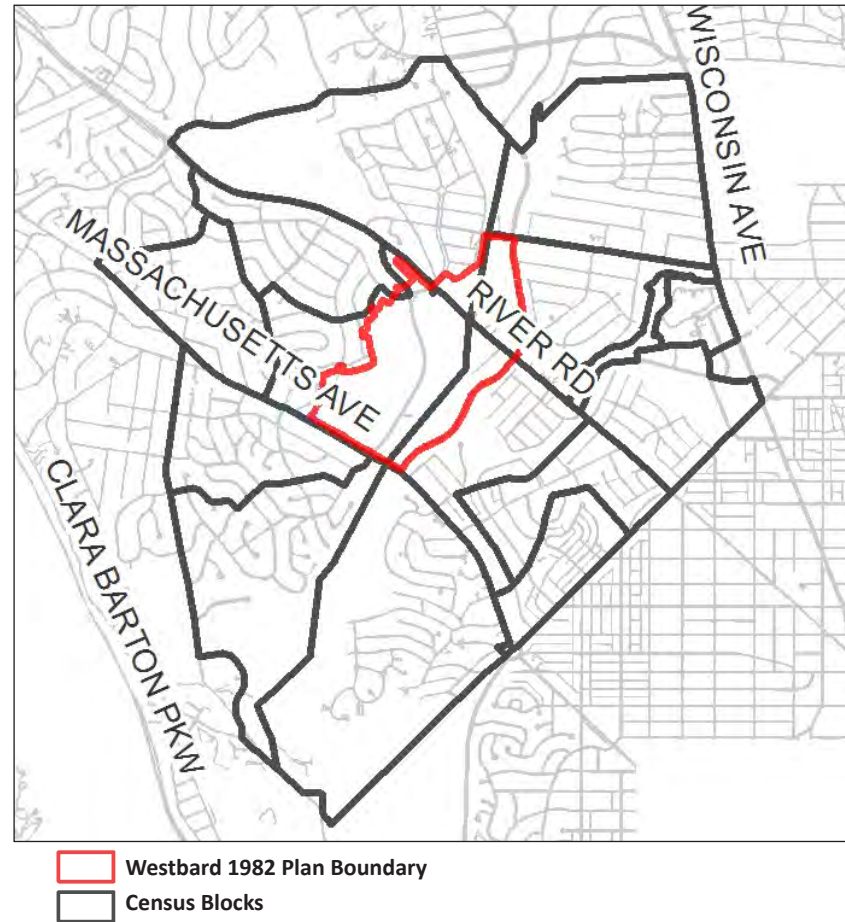 WISCONSIN AVE
MASSACHUSETTS AVE
RIVER RD
CLARA BARTON PKW
Westbard 1982 Plan Boundary
Census Blocks